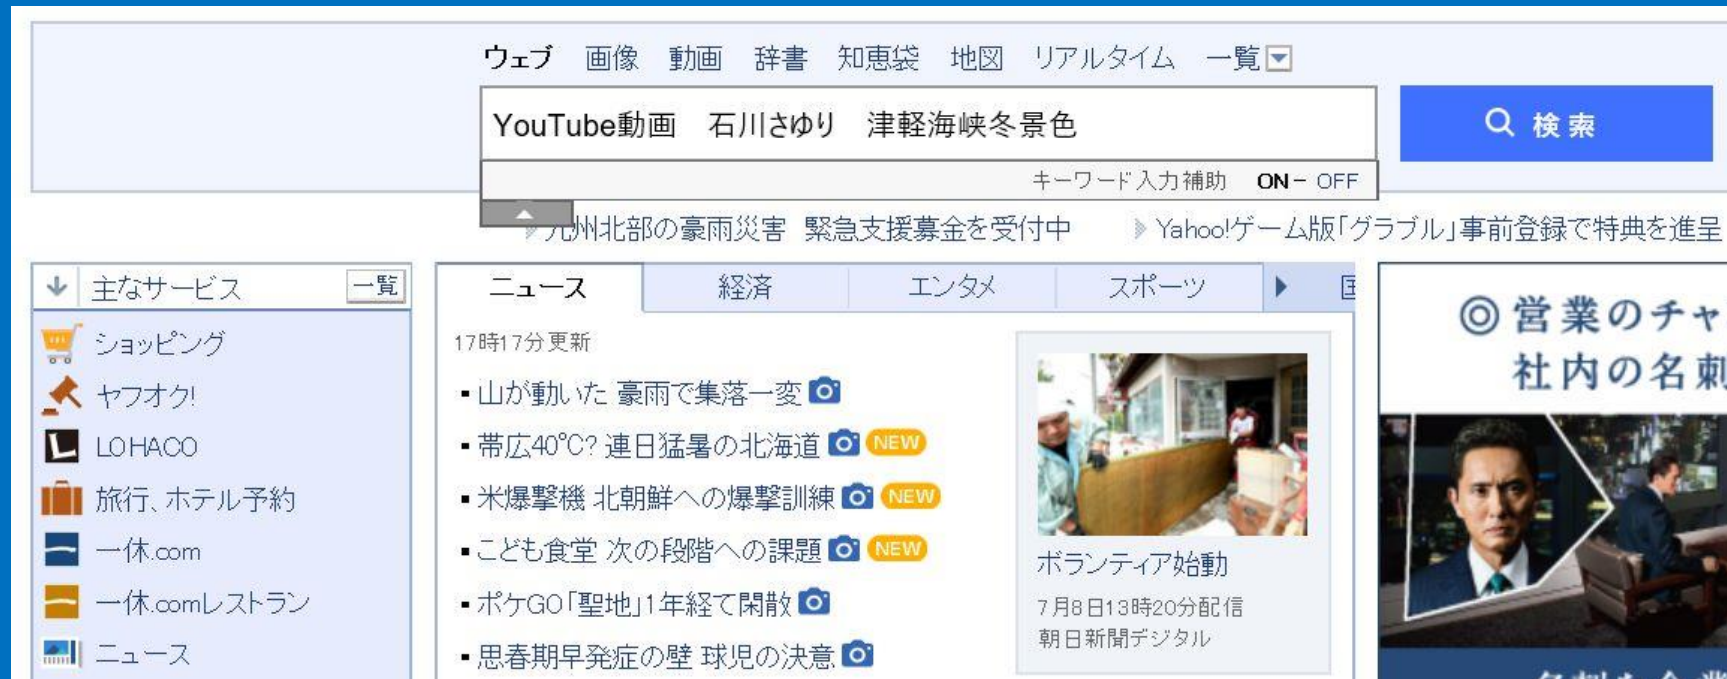 ウェブ 画像 動画 辞書 知恵袋 地図 リアルタイム 一覧
YouTube動画 石川さゆり 津軽海峡冬景色
検索
キーワード入力補助 ON - OFF
九州北部の豪雨災害 緊急支援募金を受付中
Yahoo!ゲーム版「グラブル」事前登録で特典を進呈
主なサービス 一覧
ショッピング
ヤフオク!
LOHACO
旅行、ホテル予約
一休.com
一休.comレストラン
ニュース
ニュース 経済 エンタメ スポーツ
17時17分更新
山が動いた 豪雨で集落一変
帯広40℃? 連日猛暑の北海道 NEW
米爆撃機 北朝鮮への爆撃訓練 NEW
こども食堂 次の段階への課題 NEW
ポケGO「聖地」1年経て閑散
思春期早発症の壁 球児の決意
ボランティア始動
7月8日13時20分配信
朝日新聞デジタル
◎営業のチャ
社内の名刺